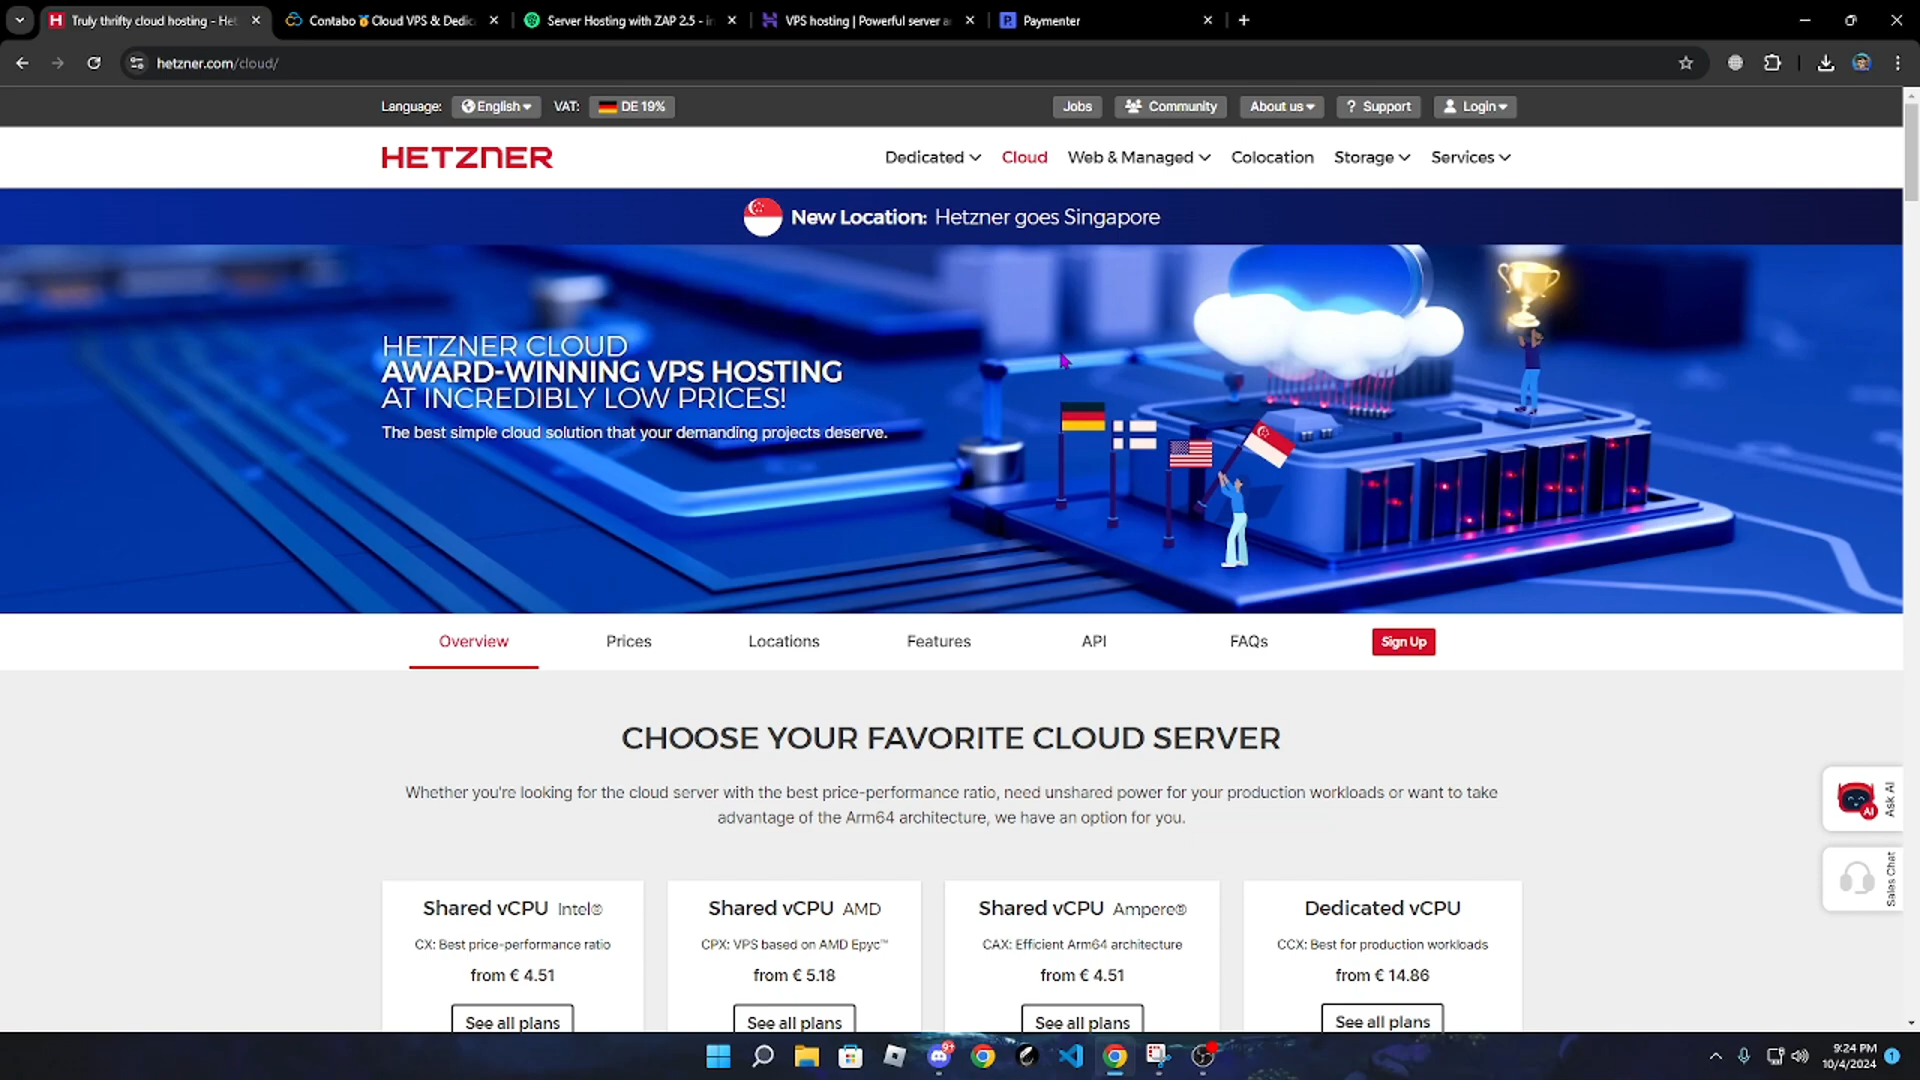 Truly thrifty cloud hosting - Het
Contabo Cloud VPS & Dedic
Server Hosting with ZAP 2.5 - in
VPS hosting | Powerful server a
Paymenter
hetzner.com/cloud/
Language: English VAT: DE 19%
Jobs Community About us ? Support Login
HETZNER
Dedicated Cloud Web & Managed Colocation Storage Services
New Location: Hetzner goes Singapore
HETZNER CLOUD
AWARD-WINNING VPS HOSTING
AT INCREDIBLY LOW PRICES!
The best simple cloud solution that your demanding projects deserve.
Overview Prices Locations Features API FAQs Sign Up
CHOOSE YOUR FAVORITE CLOUD SERVER
Whether you're looking for the cloud server with the best price-performance ratio, need unshared power for your production workloads or want to take
advantage of the Arm64 architecture, we have an option for you.
Ask AI
AI
Sales Chat
Shared vCPU Intel®
CX: Best price-performance ratio
from € 4.51
See all plans
Shared vCPU AMD
CPX: VPS based on AMD Epyc™
from € 5.18
See all plans
Shared vCPU Ampere®
CAX: Efficient Arm64 architecture
from € 4.51
See all plans
Dedicated vCPU
CCX: Best for production workloads
from € 14.86
See all plans
9+
9:24 PM
10/4/2024
1